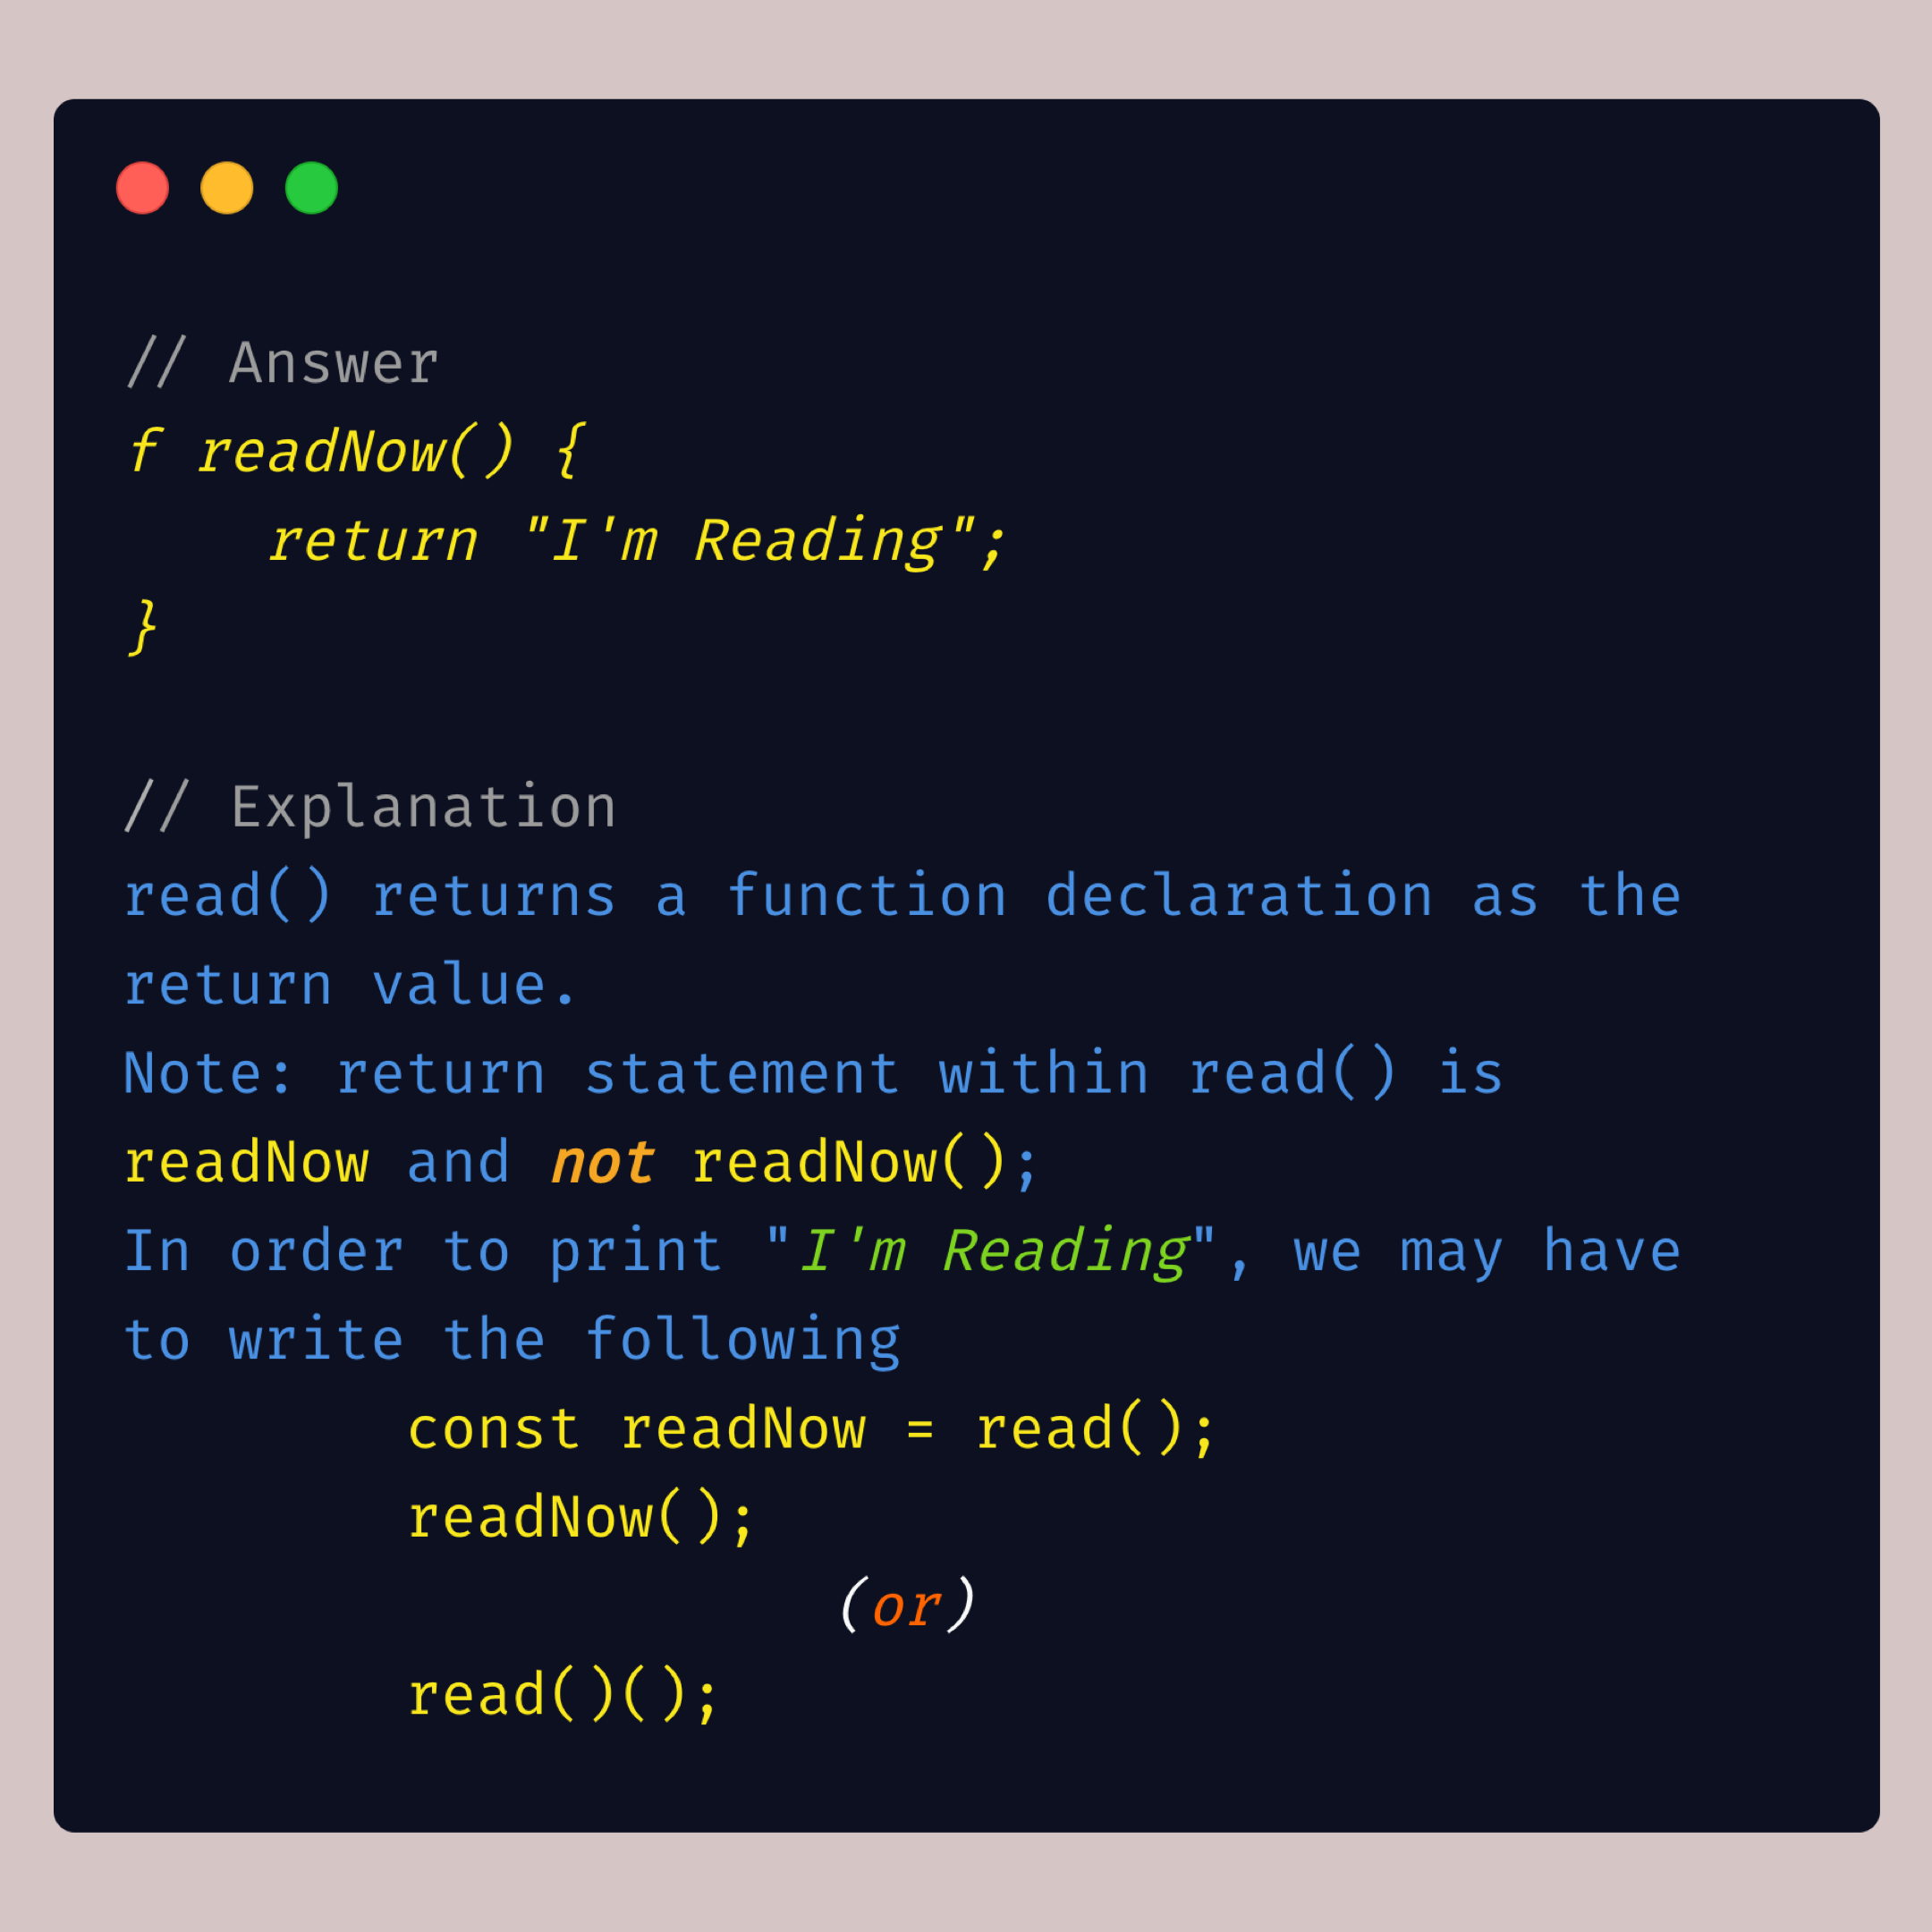 // Answer
f readNow() {
    return "I'm Reading";
}
// Explanation
read() returns a function declaration as the
return value.
Note: return statement within read() is
readNow and not readNow();
In order to print "I'm Reading", we may have
to write the following
        const readNow = read();
        readNow();
                    (or)
        read()();